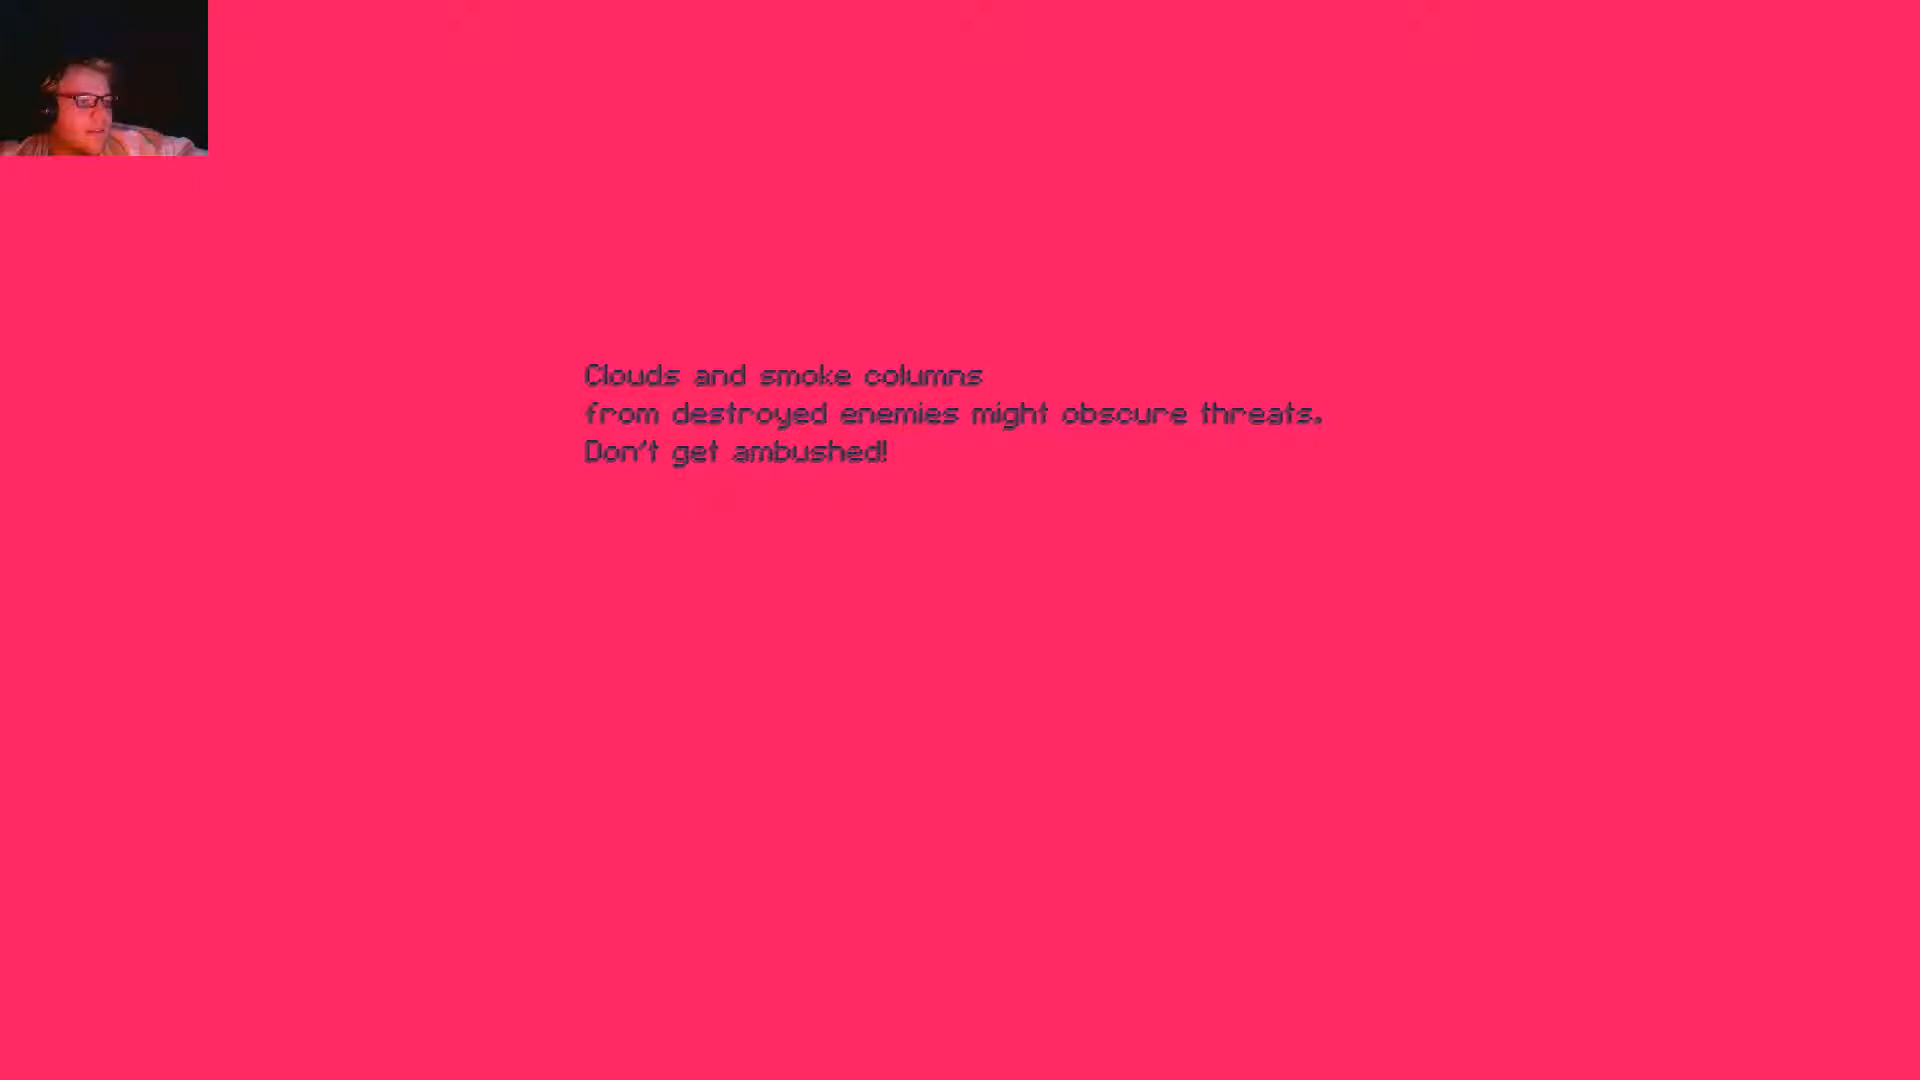 Clouds and smoke columns
from destroyed enemies might obscure threats.
Don't get ambushed!